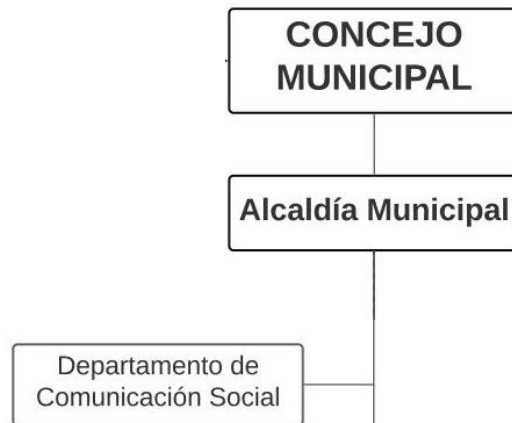 CONCEJO
MUNICIPAL
Alcaldía Municipal
Departamento de
Comunicación Social